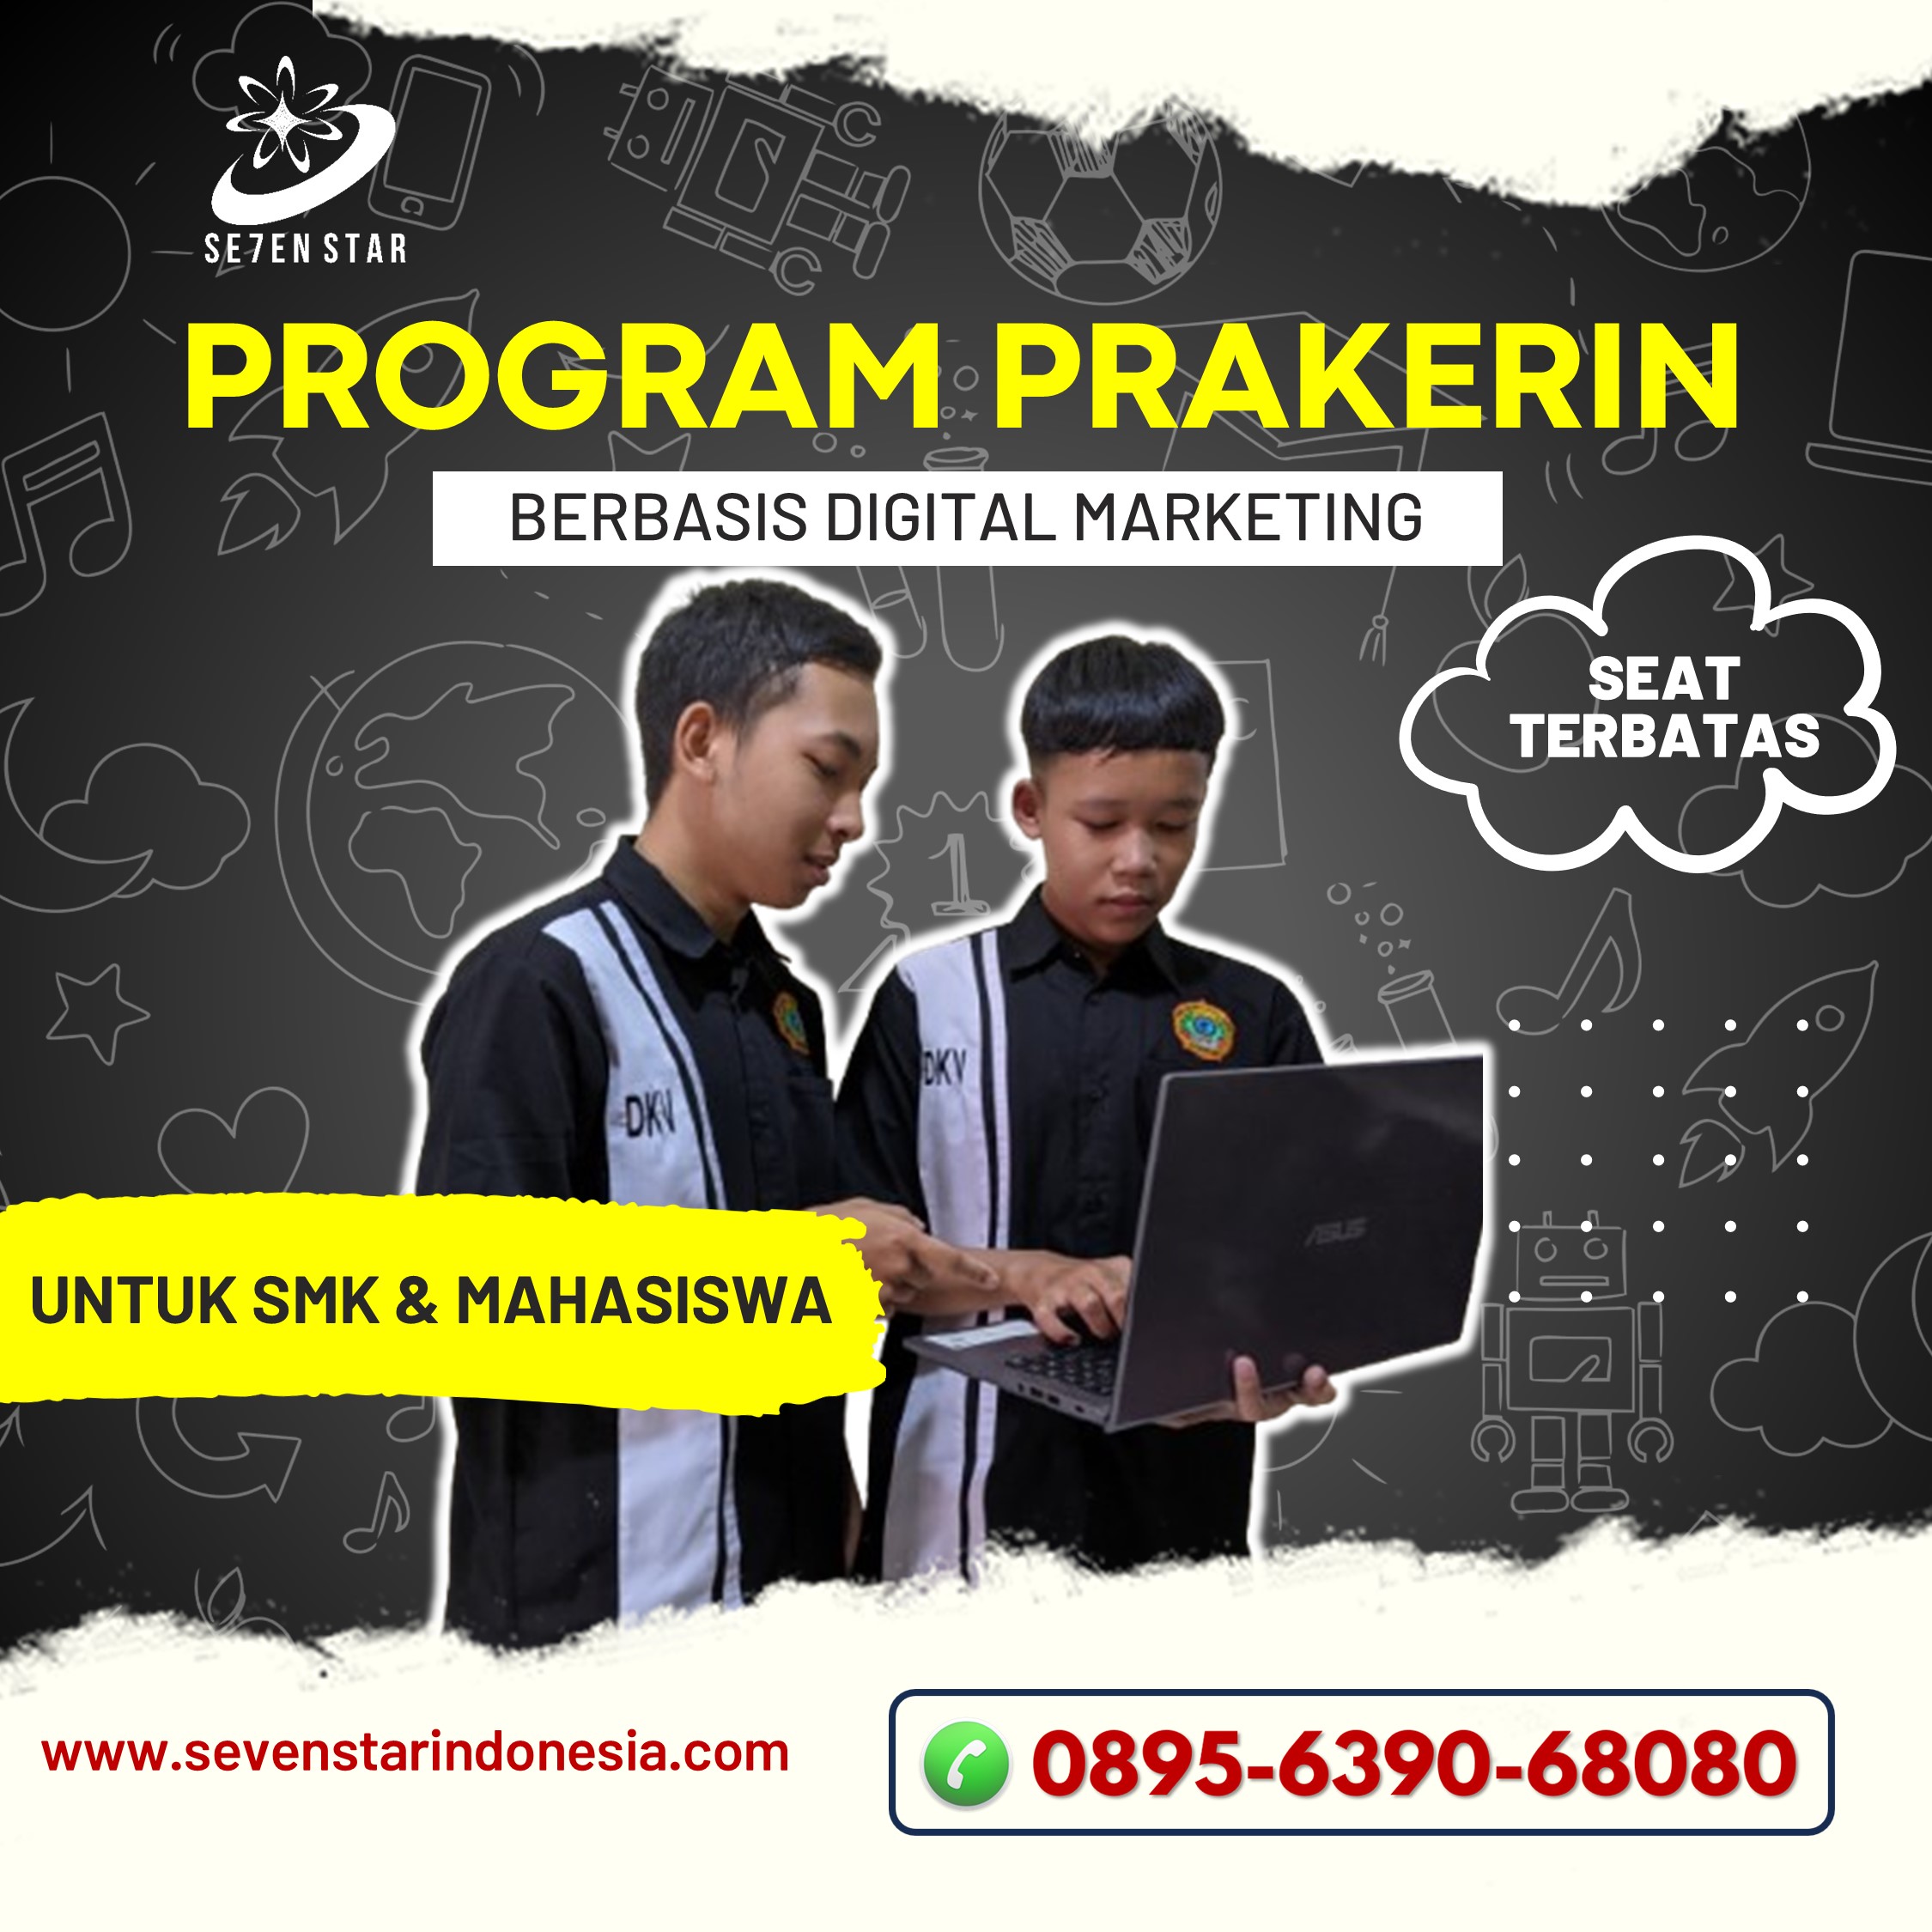 SE7EN STAR
PROGRAM PRAKERIN
BERBASIS DIGITAL MARKETING
SEAT
TERBATAS
1
DKV
DKV
ASUS
UNTUK SMK & MAHASISWA
www.sevenstarindonesia.com
0895-6390-68080